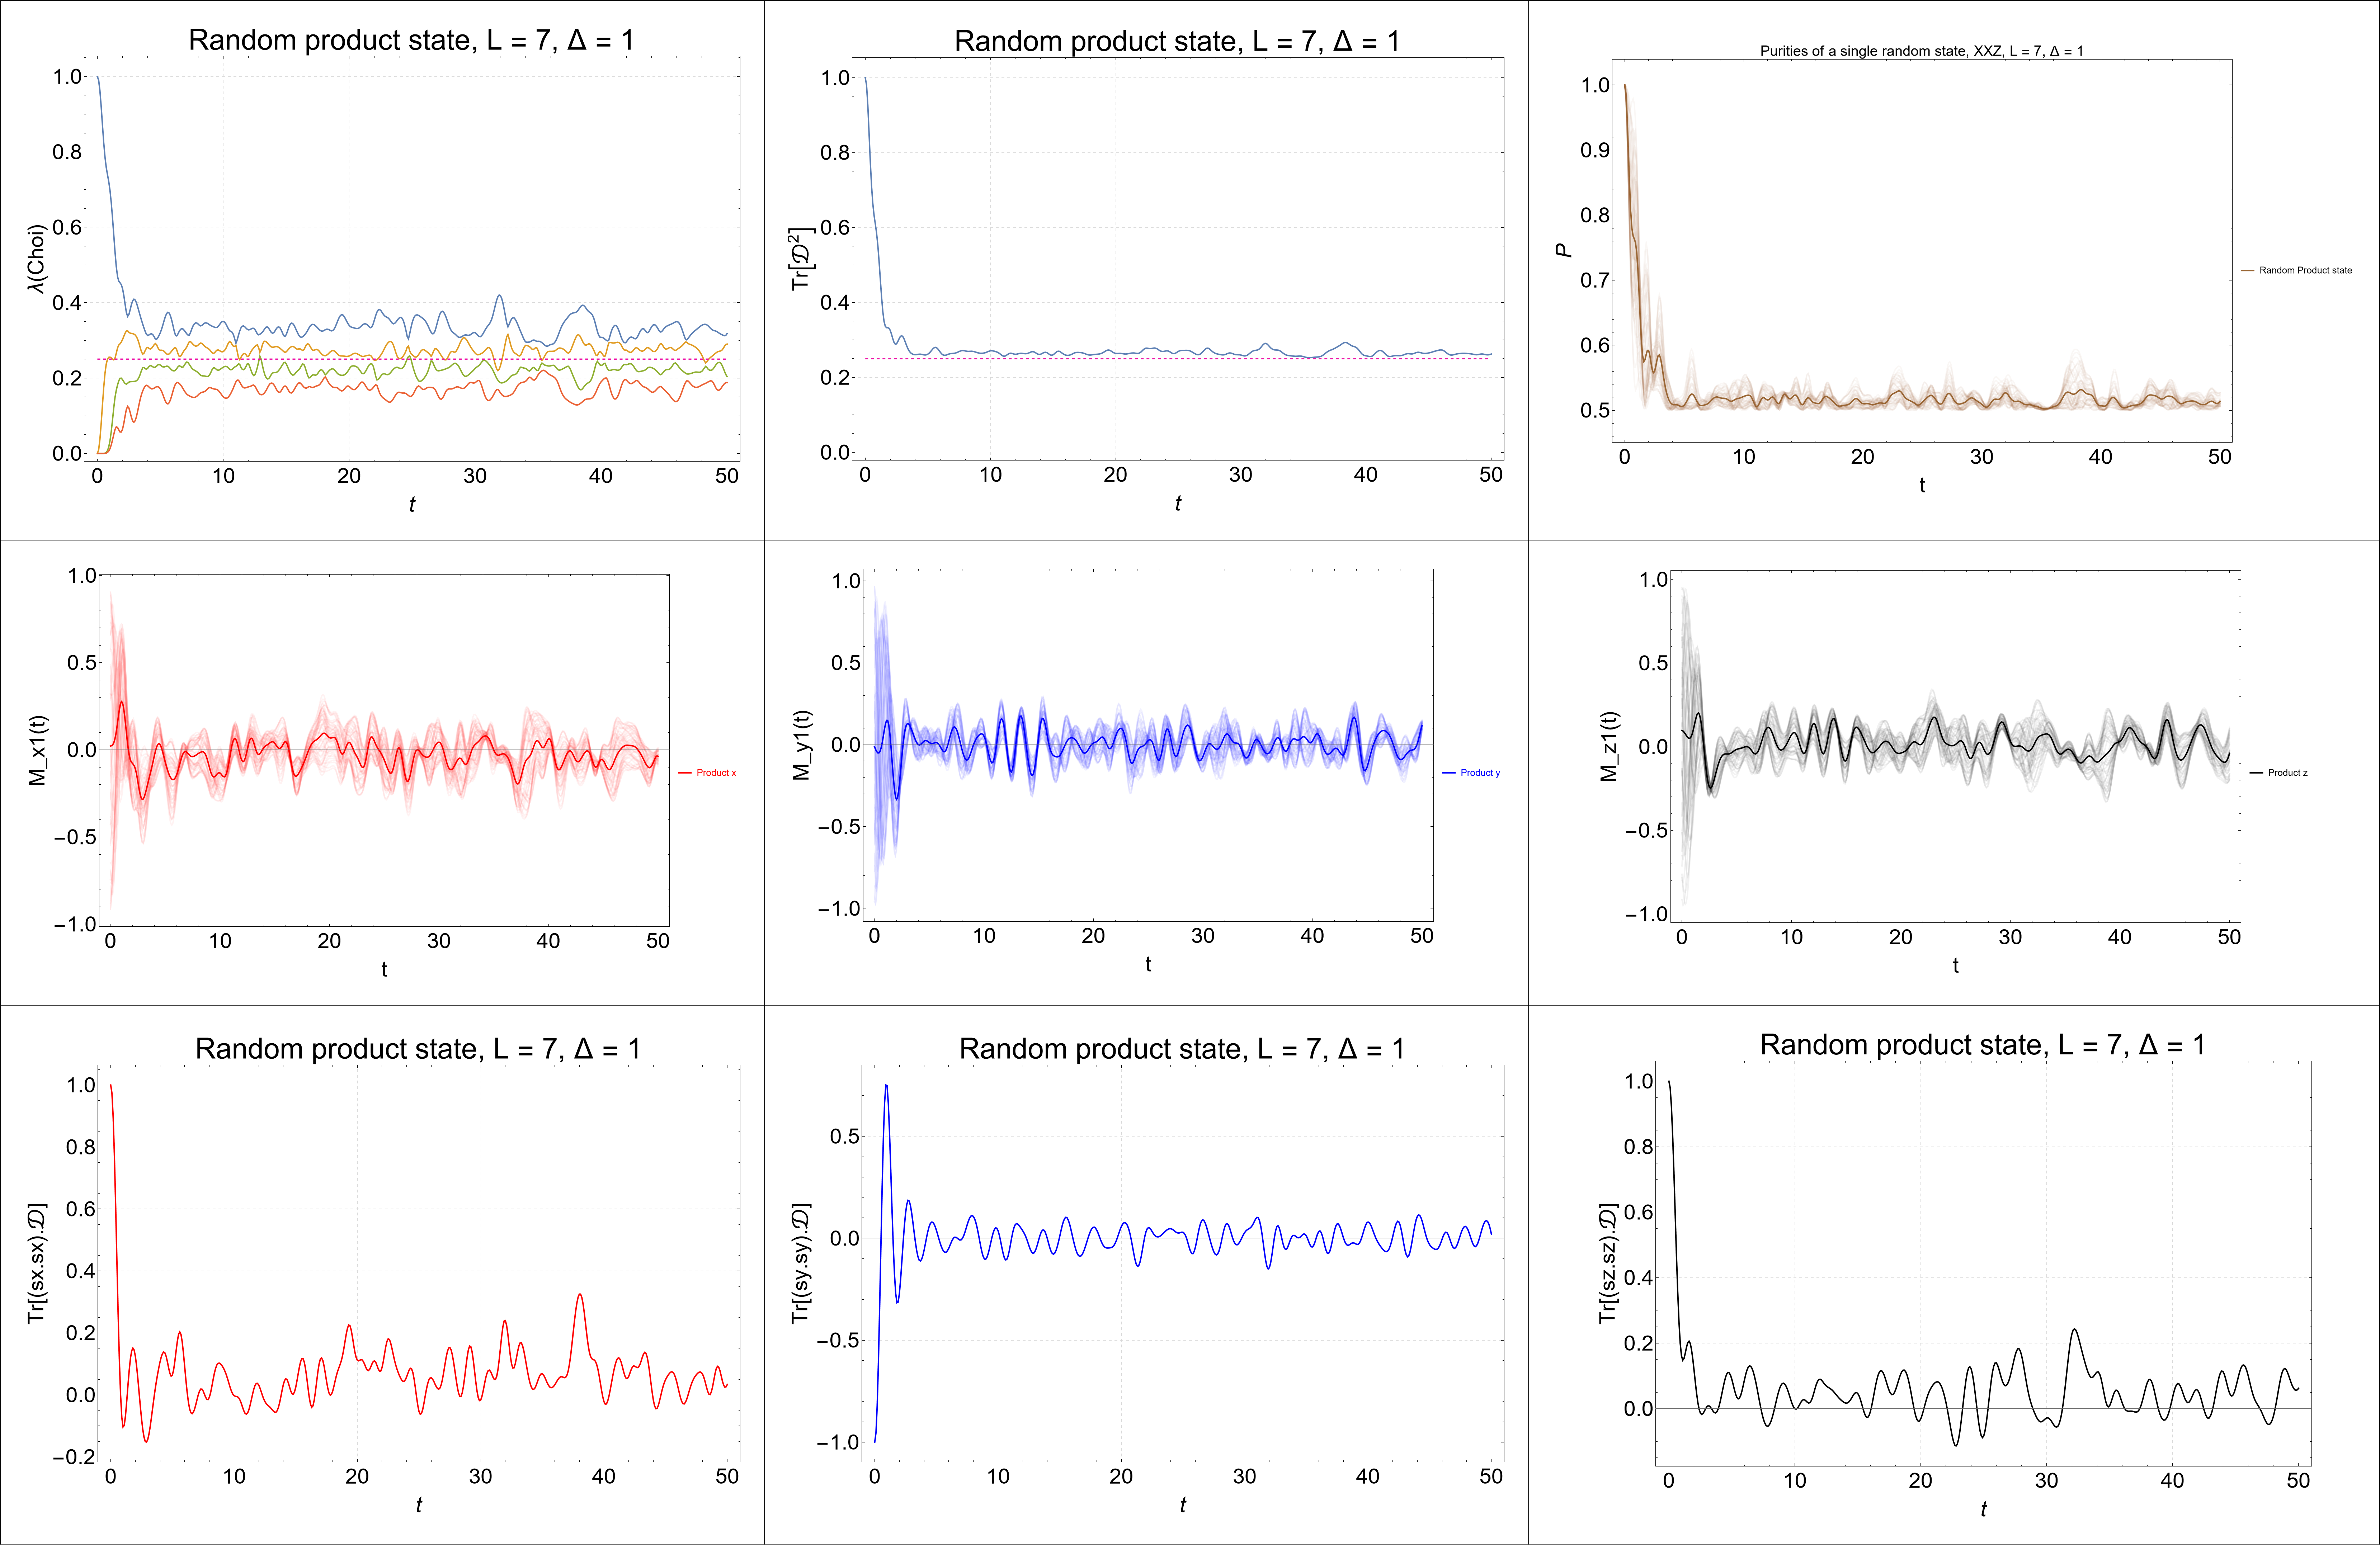 Random product state, L = 7, Δ = 1
λ(Choi)
1.0
0.8
0.6
0.4
0.2
0.0
0 10 20 30 40 50
t
Random product state, L = 7, Δ = 1
Tr[𝒟²]
1.0
0.8
0.6
0.4
0.2
0.0
0 10 20 30 40 50
t
Purities of a single random state, XXZ, L = 7, Δ = 1
P
1.0
0.9
0.8
0.7
0.6
0.5
0 10 20 30 40 50
t
Random Product state
M_x1(t)
1.0
0.5
0.0
−0.5
−1.0
0 10 20 30 40 50
t
Product x
M_y1(t)
1.0
0.5
0.0
−0.5
−1.0
0 10 20 30 40 50
t
Product y
M_z1(t)
1.0
0.5
0.0
−0.5
−1.0
0 10 20 30 40 50
t
Product z
Random product state, L = 7, Δ = 1
Tr[(sx.sx).𝒟]
1.0
0.8
0.6
0.4
0.2
0.0
−0.2
0 10 20 30 40 50
t
Random product state, L = 7, Δ = 1
Tr[(sy.sy).𝒟]
0.5
0.0
−0.5
−1.0
0 10 20 30 40 50
t
Random product state, L = 7, Δ = 1
Tr[(sz.sz).𝒟]
1.0
0.8
0.6
0.4
0.2
0.0
0 10 20 30 40 50
t